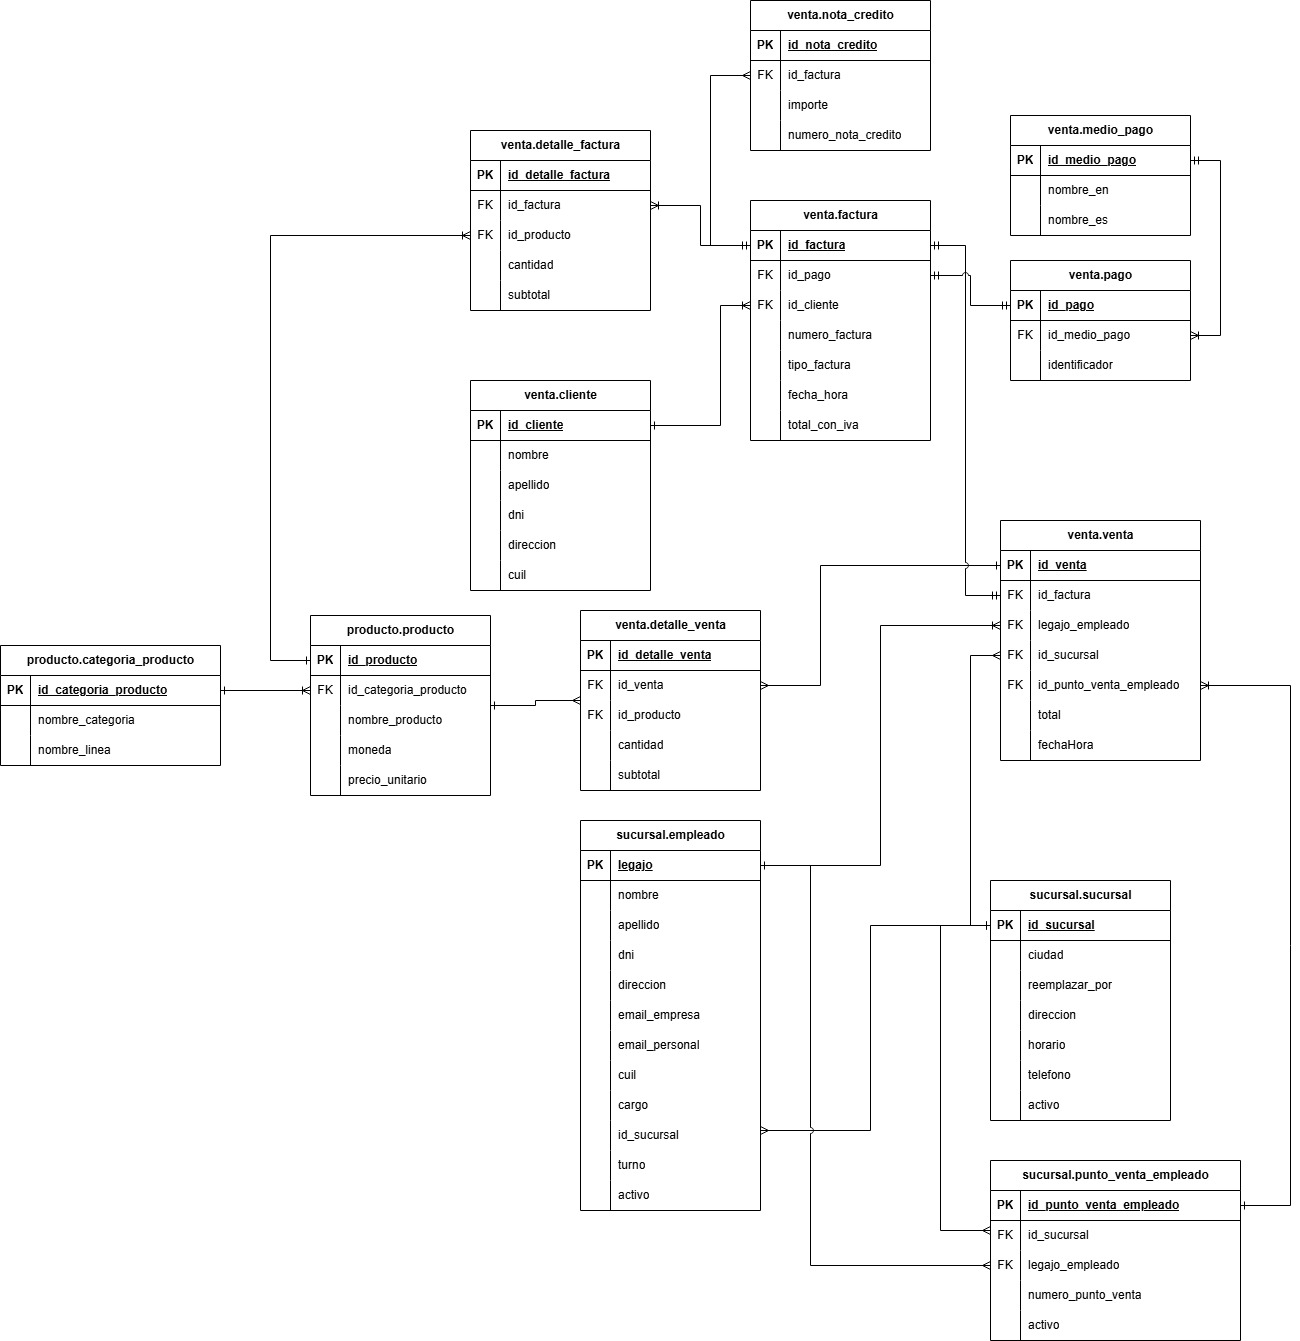 venta.nota_credito
PK id_nota_credito
FK id_factura
importe
numero_nota_credito
venta.medio_pago
PK id_medio_pago
nombre_en
nombre_es
venta.detalle_factura
PK id_detalle_factura
FK id_factura
FK id_producto
cantidad
subtotal
venta.factura
PK id_factura
FK id_pago
FK id_cliente
numero_factura
tipo_factura
fecha_hora
total_con_iva
venta.pago
PK id_pago
FK id_medio_pago
identificador
venta.cliente
PK id_cliente
nombre
apellido
dni
direccion
cuil
venta.venta
PK id_venta
FK id_factura
FK legajo_empleado
FK id_sucursal
FK id_punto_venta_empleado
total
fechaHora
producto.categoria_producto
PK id_categoria_producto
nombre_categoria
nombre_linea
producto.producto
PK id_producto
FK id_categoria_producto
nombre_producto
moneda
precio_unitario
venta.detalle_venta
PK id_detalle_venta
FK id_venta
FK id_producto
cantidad
subtotal
sucursal.empleado
PK legajo
nombre
apellido
dni
direccion
email_empresa
email_personal
cuil
cargo
id_sucursal
turno
activo
sucursal.sucursal
PK id_sucursal
ciudad
reemplazar_por
direccion
horario
telefono
activo
sucursal.punto_venta_empleado
PK id_punto_venta_empleado
FK id_sucursal
FK legajo_empleado
numero_punto_venta
activo